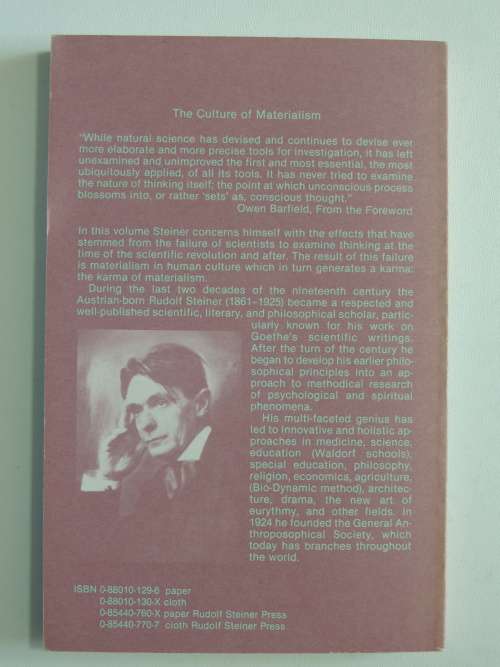 The Culture of Materialism
“While natural science has devised and continues to devise ever
more elaborate and more precise tools for investigation, it has left
unexamined and unimproved the first and most essential, the most
ubiquitously applied, of all its tools. It has never tried to examine
the nature of thinking itself; the point at which unconscious process
blossoms into, or rather ‘sets’ as, conscious thought.”
Owen Barfield, From the Foreword
In this volume Steiner concerns himself with the effects that have
stemmed from the failure of scientists to examine thinking at the
time of the scientific revolution and after. The result of this failure
is materialism in human culture which in turn generates a karma:
the karma of materialism.
During the last two decades of the nineteenth century the
Austrian-born Rudolf Steiner (1861-1925) became a respected and
well-published scientific, literary, and philosophical scholar, partic-
ularly known for his work on
Goethe's scientific writings.
After the turn of the century he
began to develop his earlier philo-
sophical principles into an ap-
proach to methodical research
of psychological and spiritual
phenomena.
His multi-faceted genius has
led to innovative and holistic ap-
proaches in medicine, science,
education (Waldorf schools),
special education, philosophy,
religion, economics, agriculture,
(Bio-Dynamic method), architec-
ture, drama, the new art of
eurythmy, and other fields. In
1924 he founded the General An-
throposophical Society, which
today has branches throughout
the world.
ISBN 0-88010-129-6 paper
0-88010-130-X cloth
0-85440-760-X paper Rudolf Steiner Press
0-85440-770-7 cloth Rudolf Steiner Press